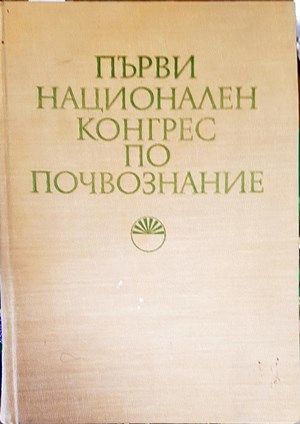 ПЪРВИ
НАЦИОНАЛЕН
КОНГРЕС
ПО
ПОЧВОЗНАНИЕ